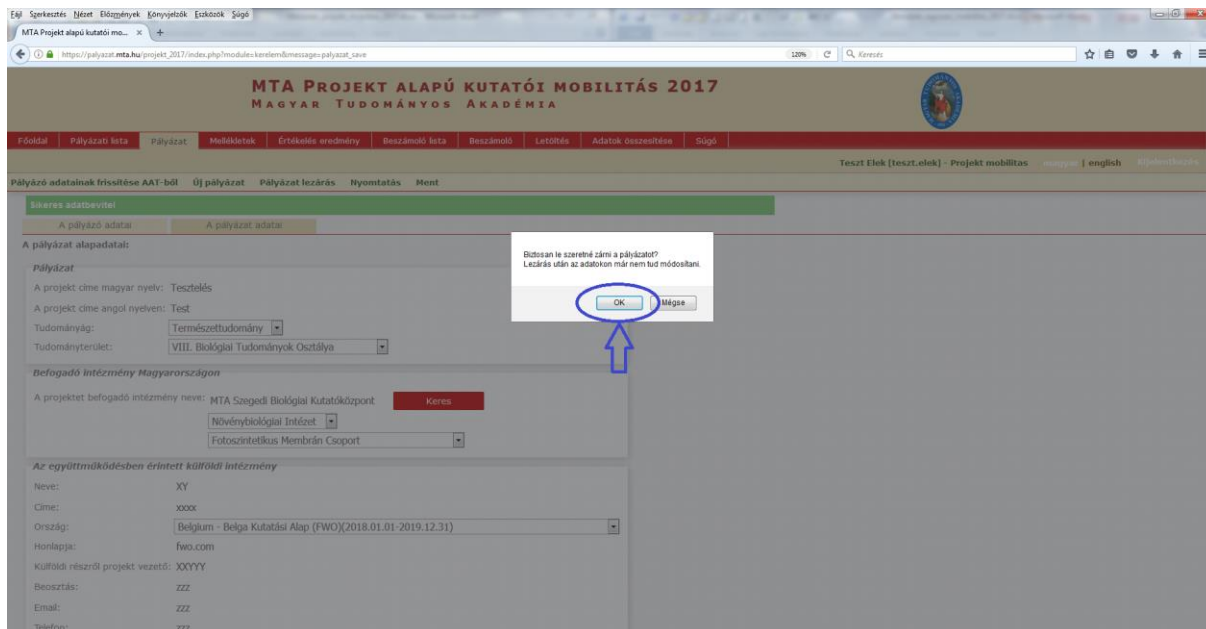 Fájl Szerkesztés Nézet Előzmények Könyvjelzők Eszközök Súgó
MTA Projekt alapú kutatói mo... × +
https://palyazat.mta.hu/projekt_2017/index.php?module=kerelem&message=palyazat_save 120% Keresés
MTA PROJEKT ALAPÚ KUTATÓI MOBILITÁS 2017
MAGYAR TUDOMÁNYOS AKADÉMIA
Főoldal Pályázati lista Pályázat Mellékletek Értékelés eredmény Beszámoló lista Beszámoló Letöltés Adatok összesítése Súgó
Teszt Elek [teszt.elek] - Projekt mobilitas magyar | english Kijelentkezés
Pályázó adatainak frissítése AAT-ből Új pályázat Pályázat lezárás Nyomtatás Ment
Sikeres adatbevitel
A pályázó adatai A pályázat adatai
A pályázat alapadatai:
Biztosan le szeretné zárni a pályázatot?
Lezárás után az adatokon már nem tud módosítani.
OK Mégse
Pályázat
A projekt címe magyar nyelv: Tesztelés
A projekt címe angol nyelven: Test
Tudományág: Természettudomány
Tudományterület: VIII. Biológiai Tudományok Osztálya
Befogadó intézmény Magyarországon
A projektet befogadó intézmény neve: MTA Szegedi Biológiai Kutatóközpont Keres
Növénybiológiai Intézet
Fotoszintetikus Membrán Csoport
Az együttműködésben érintett külföldi intézmény
Neve: XY
Címe: xxxx
Ország: Belgium - Belga Kutatási Alap (FWO)(2018.01.01-2019.12.31)
Honlapja: fwo.com
Külföldi részről projekt vezető: XXYYY
Beosztás: zzz
Email: zzz
Telefon: zzz